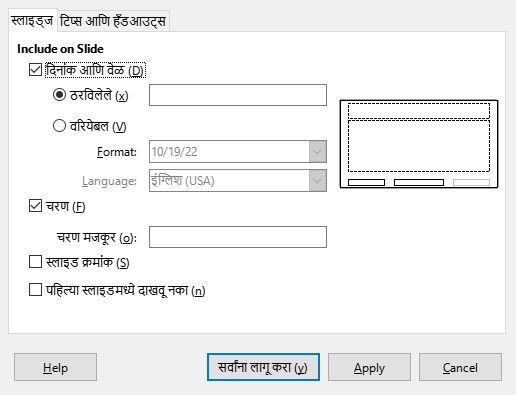 स्लाइड्ज टिप्स आणि हँडआउट्स
Include on Slide
दिनांक आणि वेळ (D)
ठरविलेले (x)
वरियेबल (V)
Format: 10/19/22
Language: इंग्लिश (USA)
चरण (F)
चरण मजकूर (o):
स्लाइड क्रमांक (S)
पहिल्या स्लाइडमध्ये दाखवू नका (n)
Help सर्वांना लागू करा (y) Apply Cancel